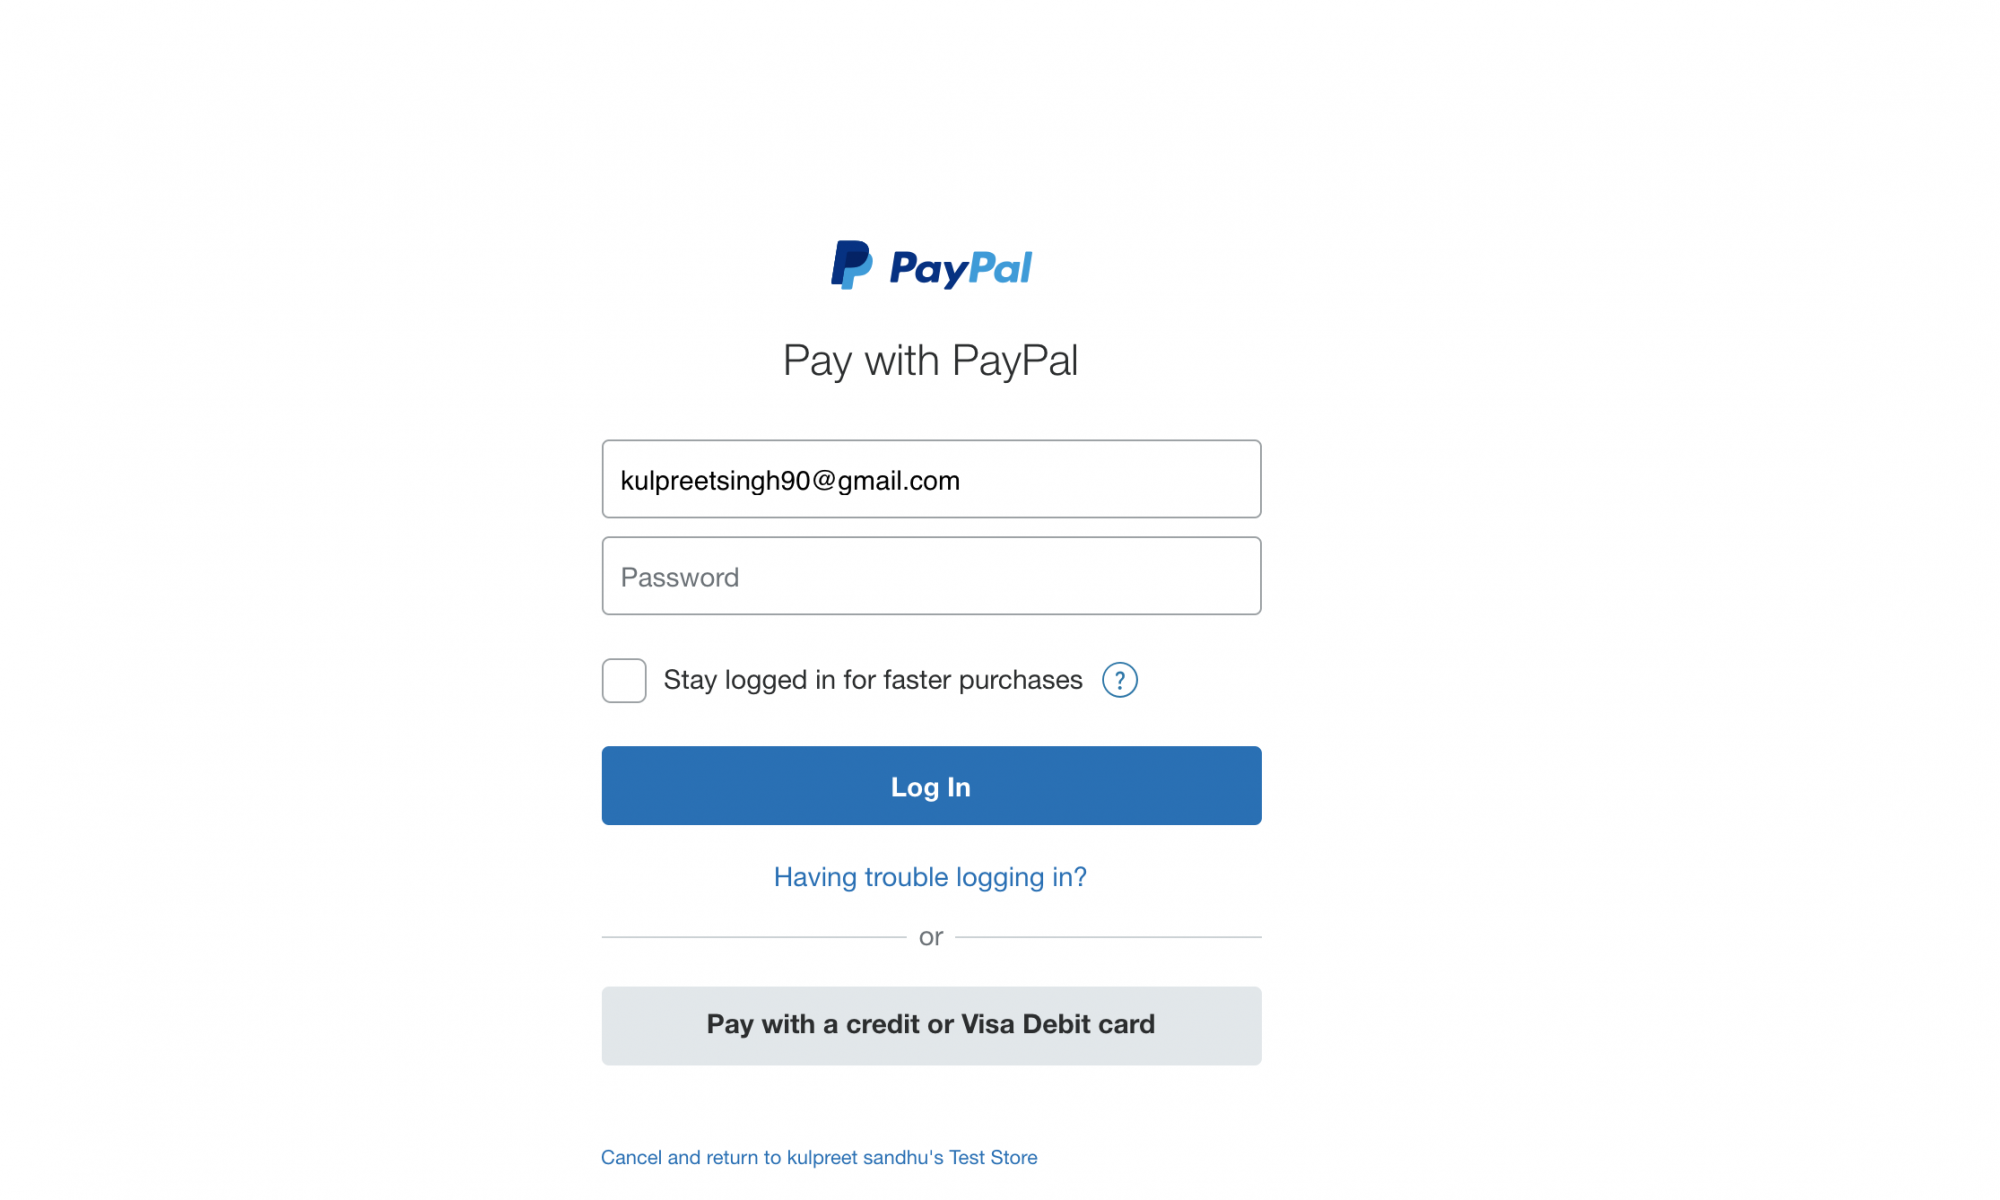 PayPal
Pay with PayPal
kulpreetsingh90@gmail.com
Password
Stay logged in for faster purchases ?
Log In
Having trouble logging in?
or
Pay with a credit or Visa Debit card
Cancel and return to kulpreet sandhu's Test Store